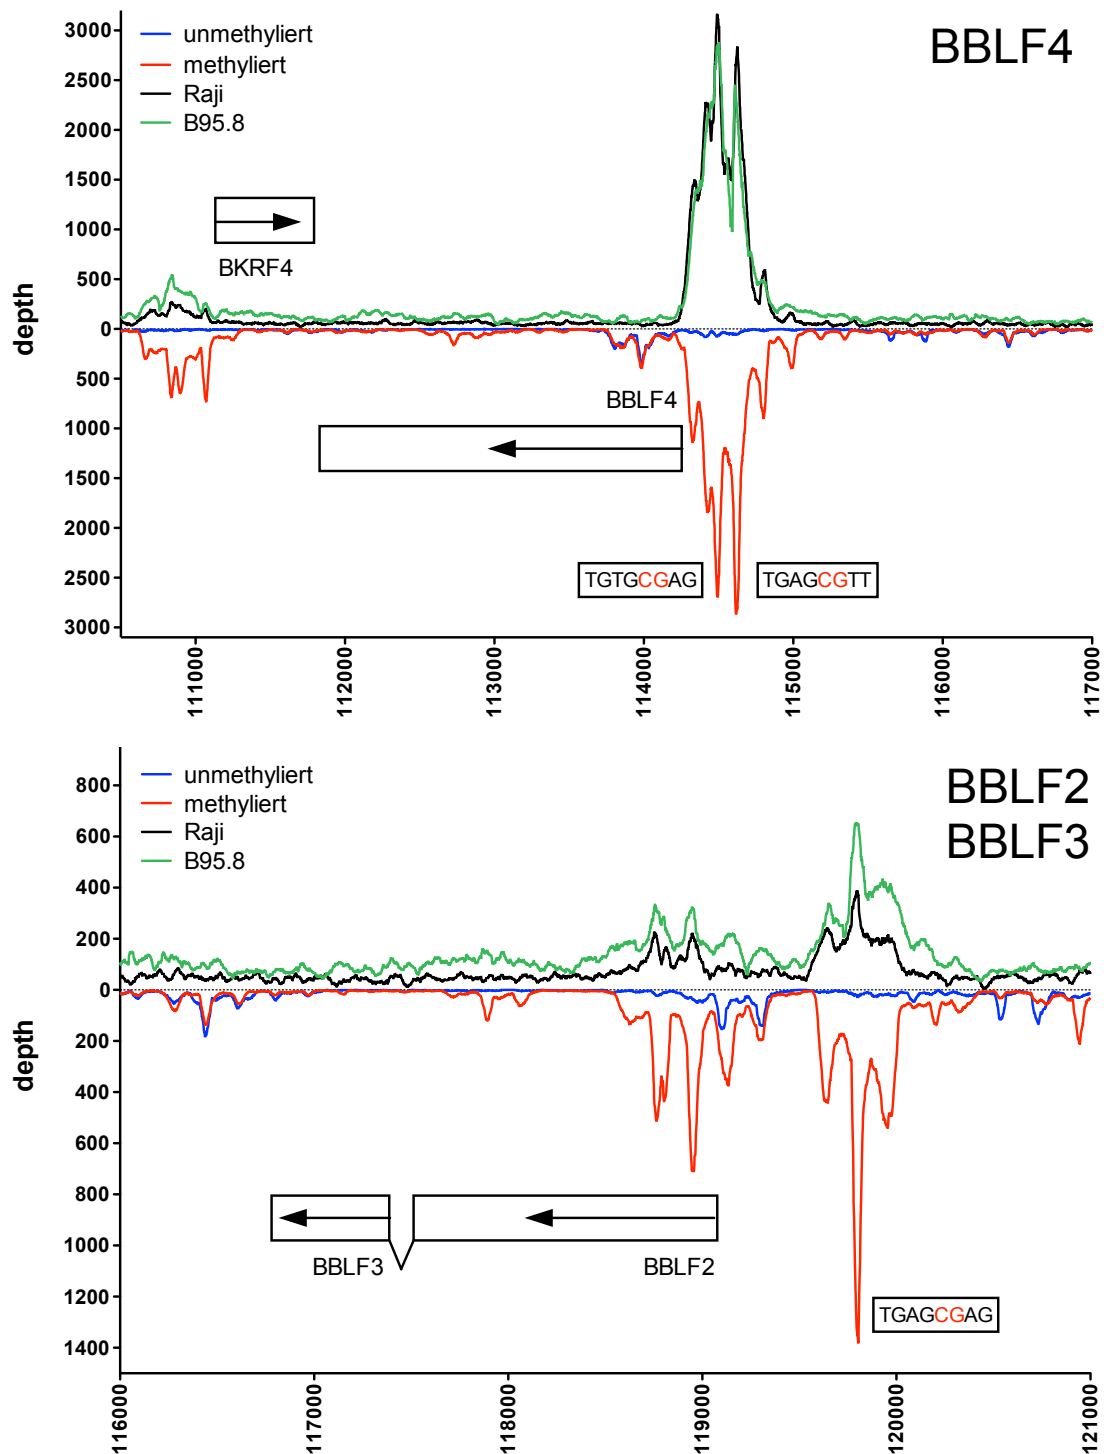 BBLF4
unmethyliert
methyliert
Raji
B95.8
3000
2500
2000
1500
1000
500
0
500
1000
1500
2000
2500
3000
depth
BKRF4
BBLF4
TGTGCGAG
TGAGCGTT
111000
112000
113000
114000
115000
116000
117000
BBLF2
BBLF3
unmethyliert
methyliert
Raji
B95.8
800
600
400
200
0
200
400
600
800
1000
1200
1400
depth
BBLF3
BBLF2
TGAGCGAG
116000
117000
118000
119000
120000
121000